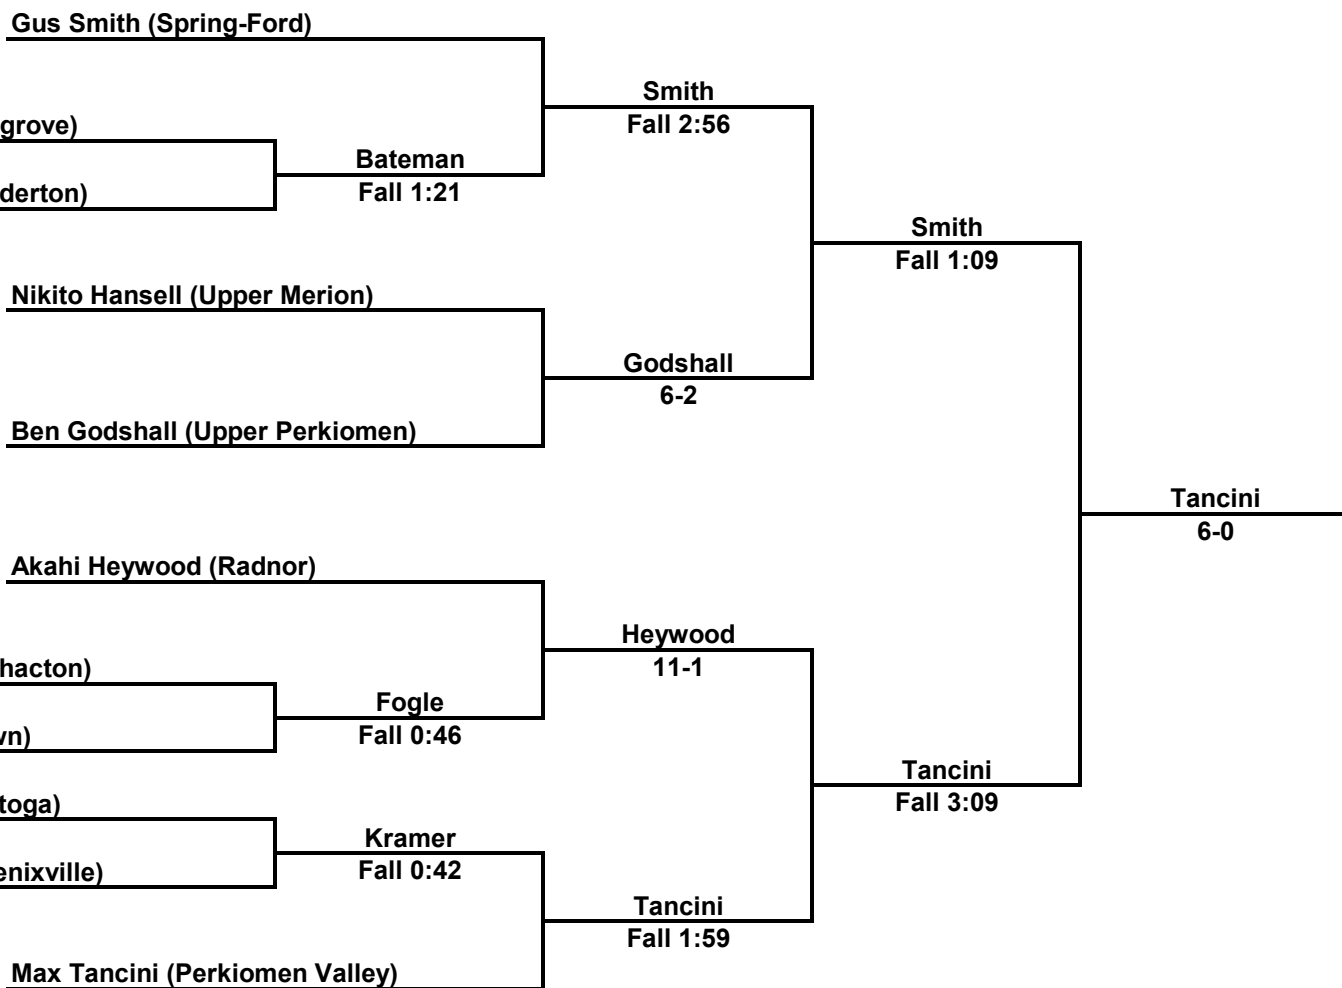 Gus Smith (Spring-Ford)
Smith
Fall 2:56
grove)
Bateman
Fall 1:21
derton)
Smith
Fall 1:09
Nikito Hansell (Upper Merion)
Godshall
6-2
Ben Godshall (Upper Perkiomen)
Tancini
6-0
Akahi Heywood (Radnor)
Heywood
11-1
hacton)
Fogle
Fall 0:46
vn)
Tancini
Fall 3:09
toga)
Kramer
Fall 0:42
enixville)
Tancini
Fall 1:59
Max Tancini (Perkiomen Valley)